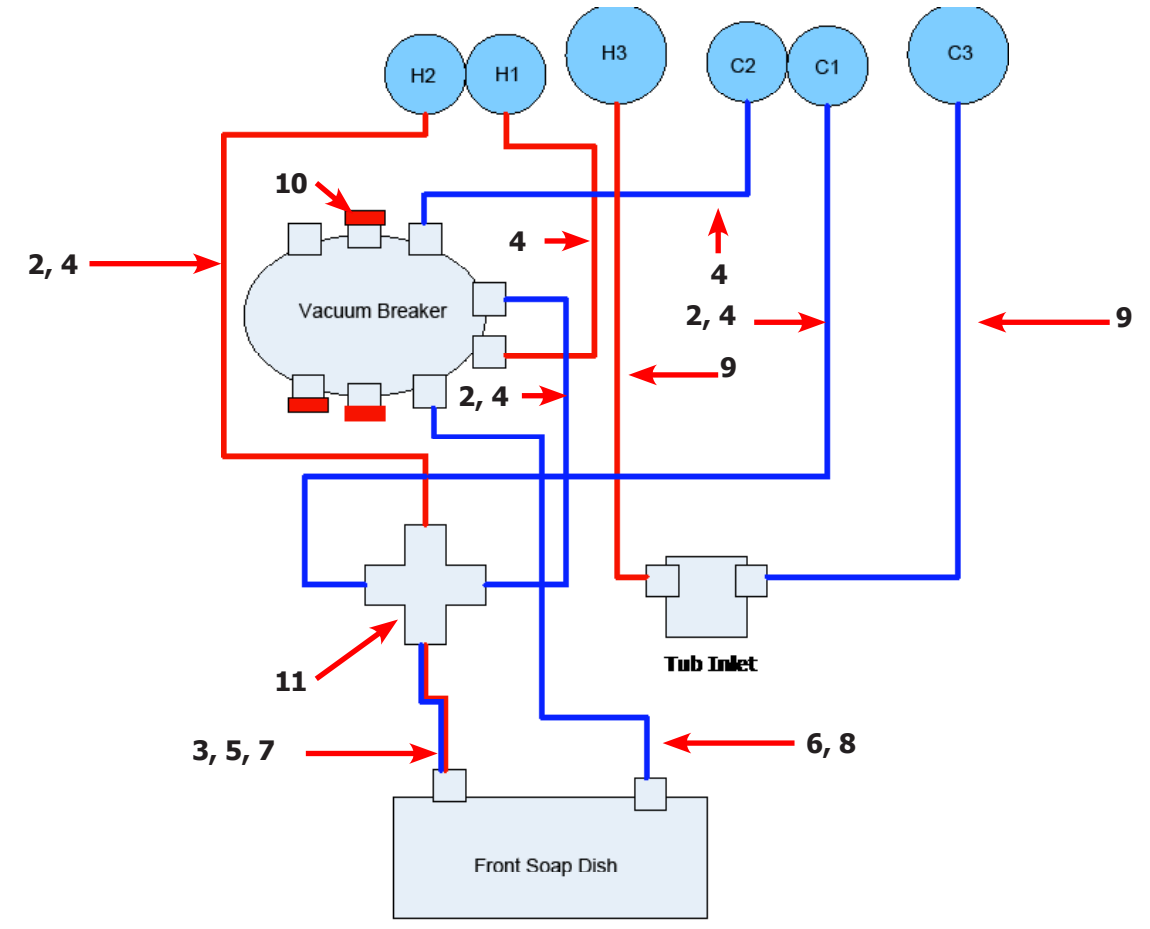 H2
H1
H3
C2
C1
C3
10
2, 4
4
4
Vacuum Breaker
2, 4
9
9
2, 4
11
Tub Inlet
3, 5, 7
6, 8
Front Soap Dish